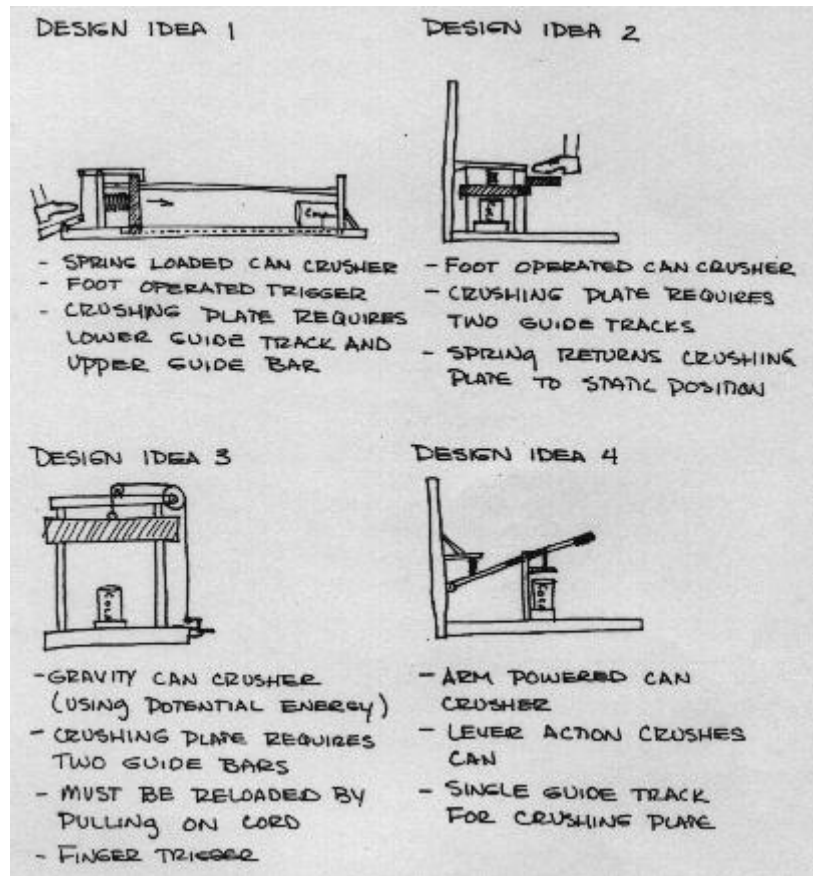 DESIGN IDEA 1
- SPRING LOADED CAN CRUSHER
- FOOT OPERATED TRIGGER
- CRUSHING PLATE REQUIRES
LOWER GUIDE TRACK AND
UPPER GUIDE BAR
DESIGN IDEA 2
- FOOT OPERATED CAN CRUSHER
- CRUSHING PLATE REQUIRES
TWO GUIDE TRACKS
- SPRING RETURNS CRUSHING
PLATE TO STATIC POSITION
DESIGN IDEA 3
COLA
- GRAVITY CAN CRUSHER
(USING POTENTIAL ENERGY)
- CRUSHING PLATE REQUIRES
TWO GUIDE BARS
- MUST BE RELOADED BY
PULLING ON CORD
- FINGER TRIGGER
DESIGN IDEA 4
- ARM POWERED CAN
CRUSHER
- LEVER ACTION CRUSHES
CAN
- SINGLE GUIDE TRACK
FOR CRUSHING PLATE